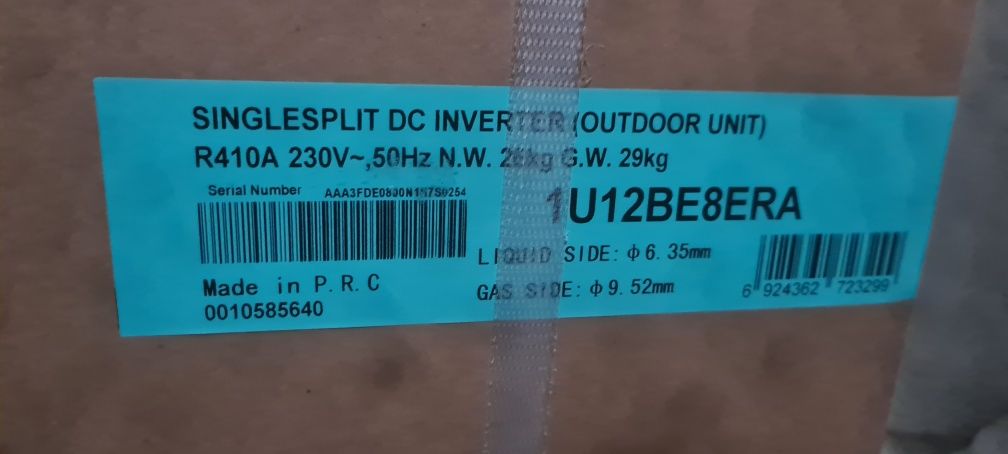 SINGLESPLIT DC INVERTER (OUTDOOR UNIT)
R410A 230V~,50Hz N.W. 26kg G.W. 29kg
Serial Number
1U12BE8ERA
LIQUID SIDE: φ6.35mm
Made in P.R.C
GAS SIDE: φ9.52mm
6 924362 723299
0010585640